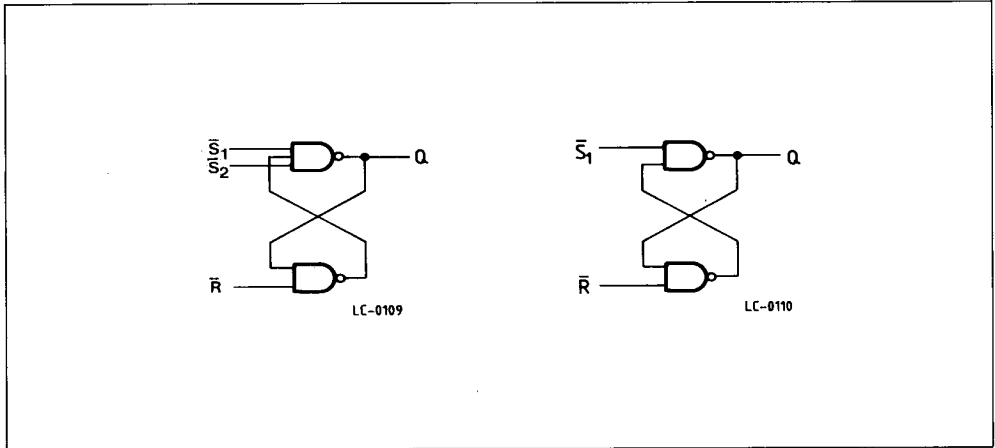 S̄₁
S̄₂
Q
R̄
LC-0109
S̄₁
Q
R̄
LC-0110